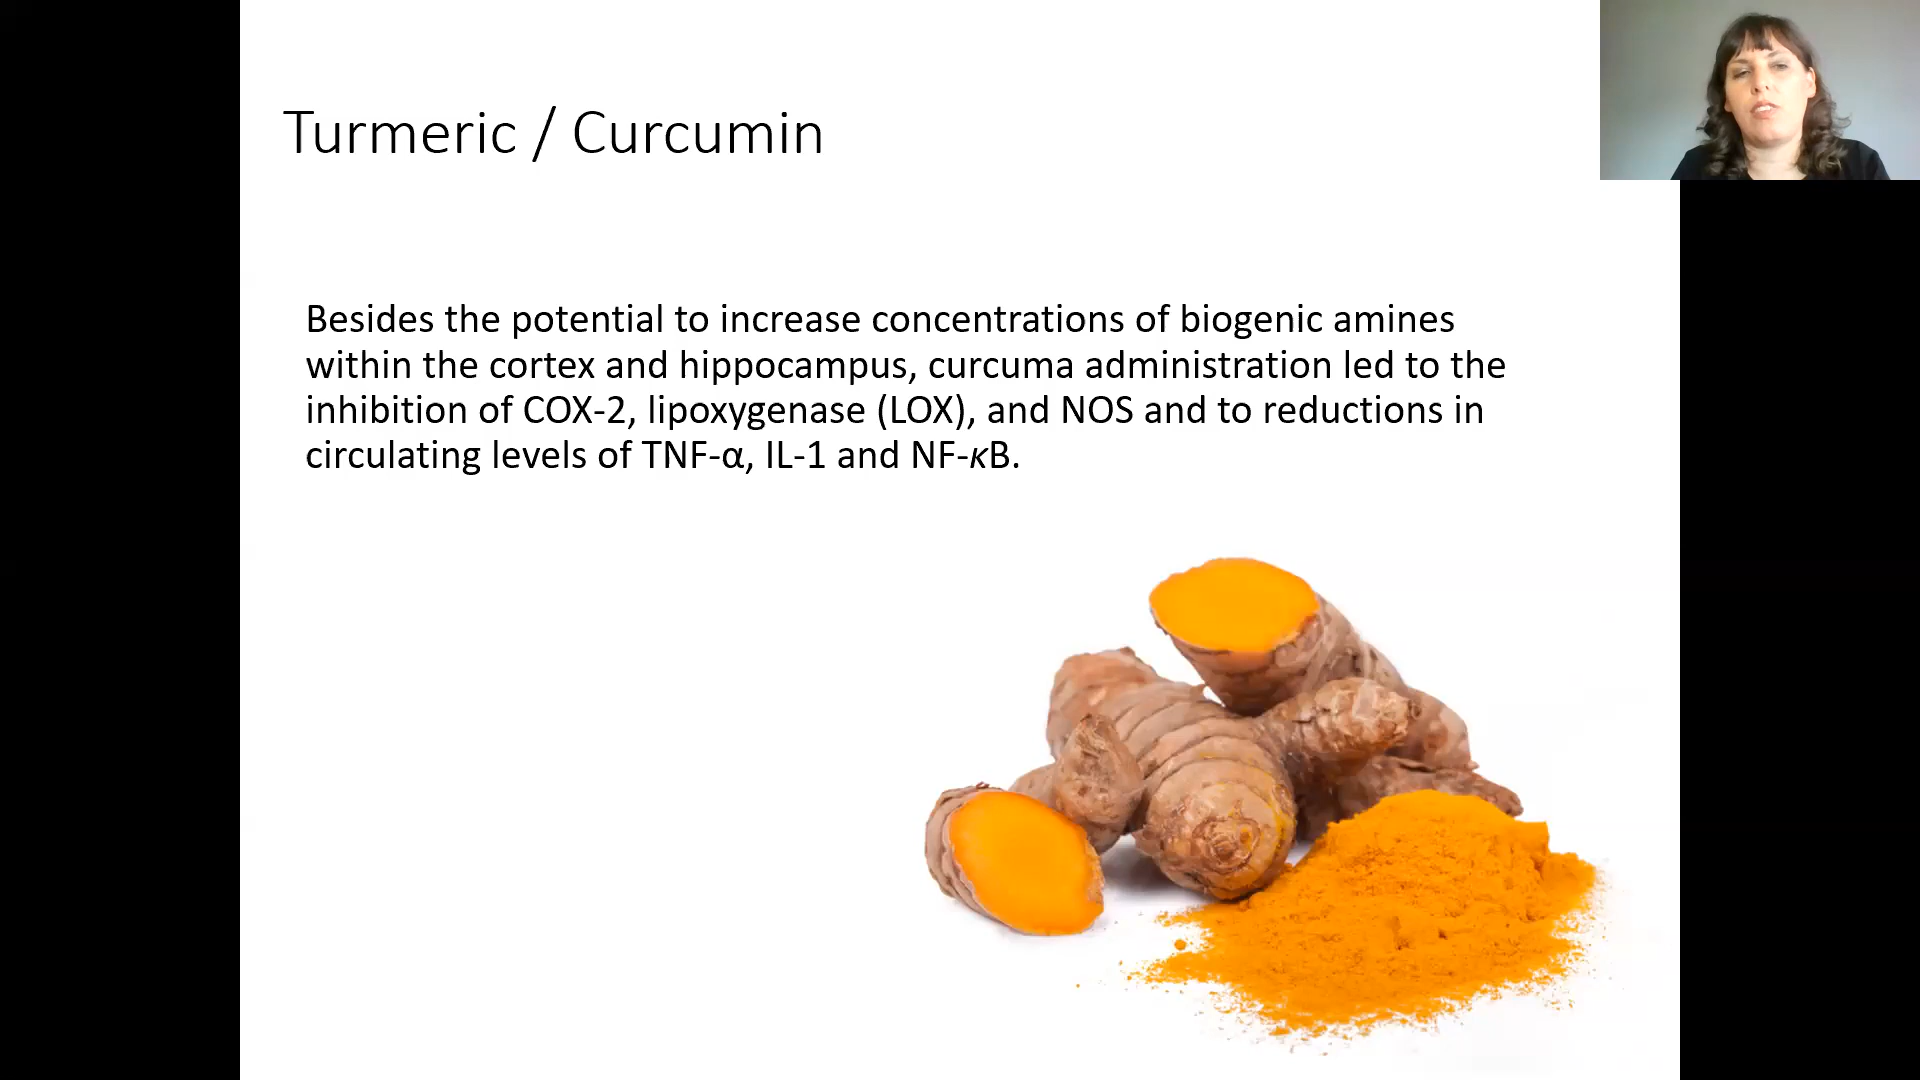 Turmeric / Curcumin
Besides the potential to increase concentrations of biogenic amines
within the cortex and hippocampus, curcuma administration led to the
inhibition of COX-2, lipoxygenase (LOX), and NOS and to reductions in
circulating levels of TNF-α, IL-1 and NF-κB.